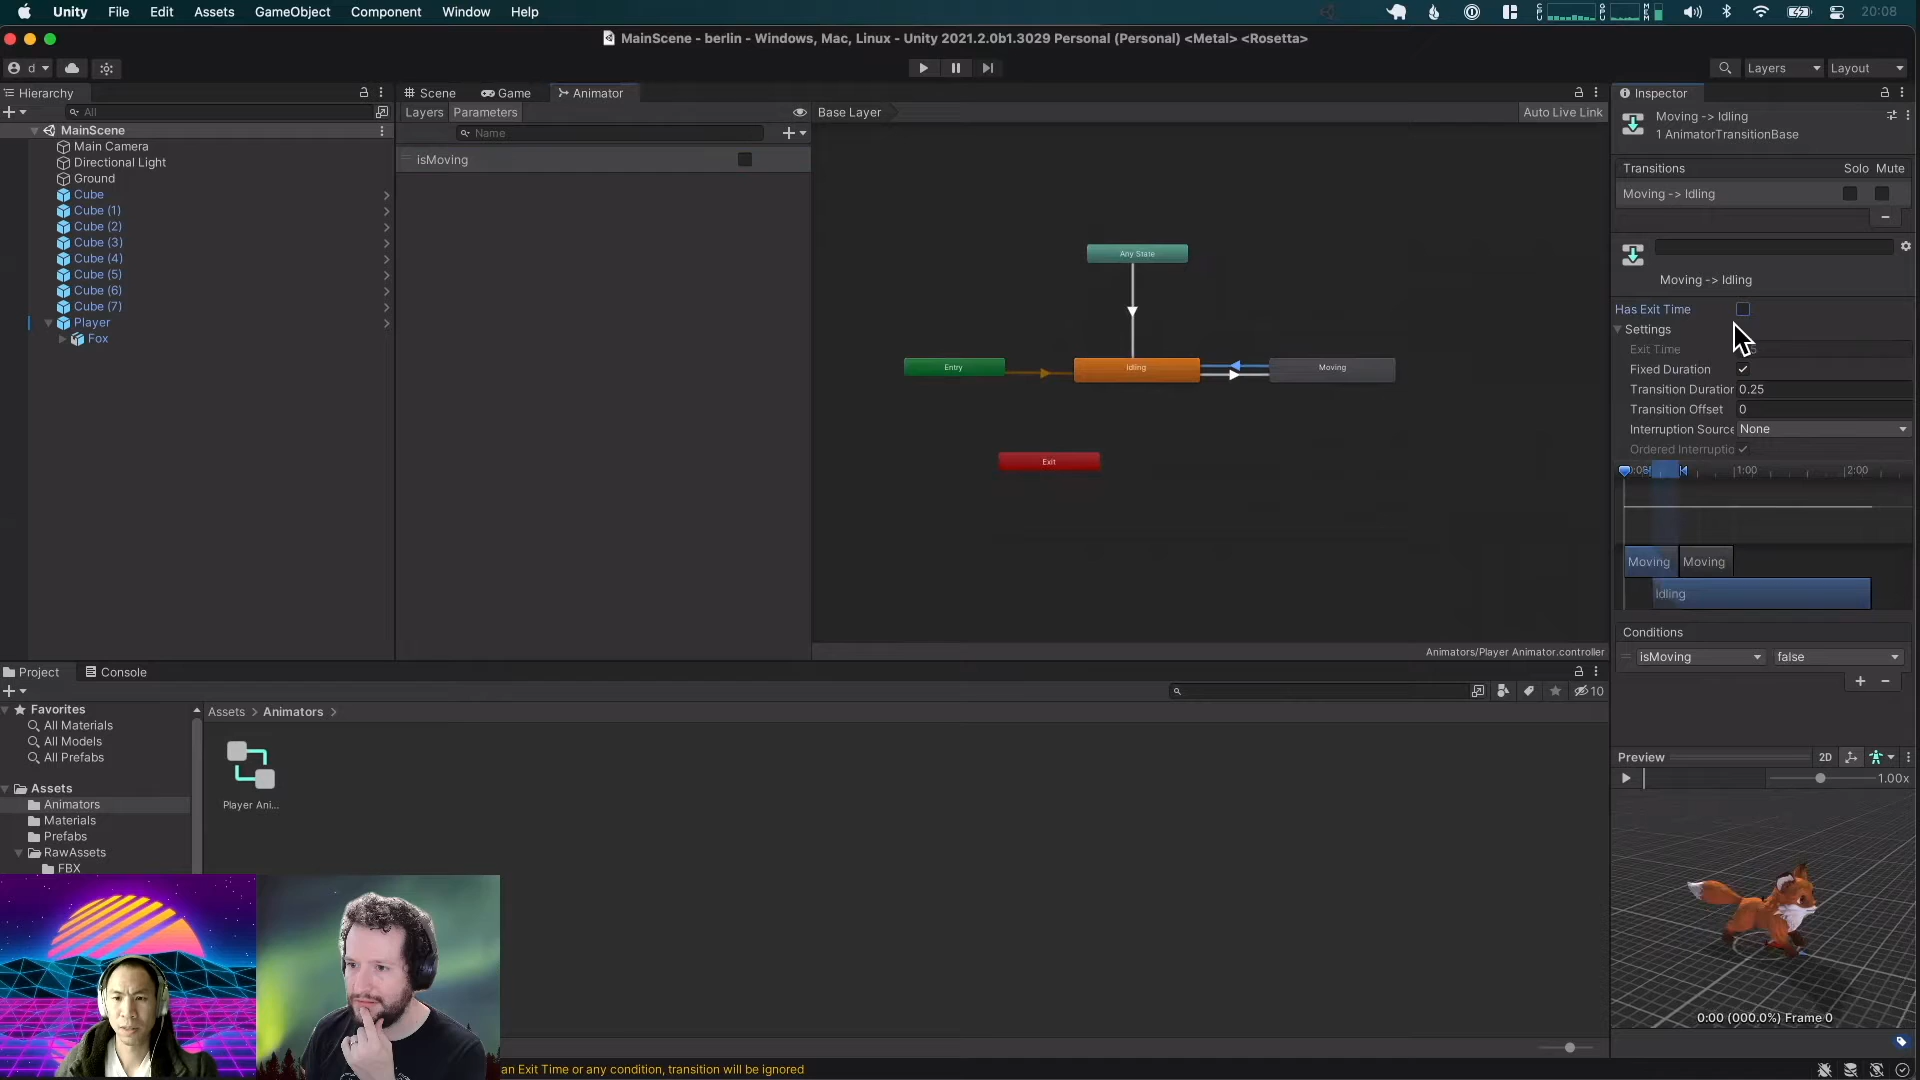 Unity File Edit Assets GameObject Component Window Help
20:08
MainScene - berlin - Windows, Mac, Linux - Unity 2021.2.0b1.3029 Personal (Personal) <Metal> <Rosetta>
d
Layers
Layout
Hierarchy
All
MainScene
Main Camera
Directional Light
Ground
Cube
Cube (1)
Cube (2)
Cube (3)
Cube (4)
Cube (5)
Cube (6)
Cube (7)
Player
Fox
Scene
Game
Animator
Layers
Parameters
Base Layer
Auto Live Link
Name
isMoving
Any State
Entry
Idling
Moving
Exit
Animators/Player Animator.controller
Inspector
Moving -> Idling
1 AnimatorTransitionBase
Transitions
Solo
Mute
Moving -> Idling
Moving -> Idling
Has Exit Time
Settings
Exit Time
Fixed Duration
Transition Duration 0.25
Transition Offset 0
Interruption Source None
Ordered Interruptio
1:00
2:00
Moving
Moving
Idling
Conditions
isMoving
false
Preview
2D
1.00x
0:00 (000.0%) Frame 0
Project
Console
10
Favorites
All Materials
All Models
All Prefabs
Assets
Animators
Materials
Prefabs
RawAssets
FBX
Assets > Animators >
Player Ani...
an Exit Time or any condition, transition will be ignored